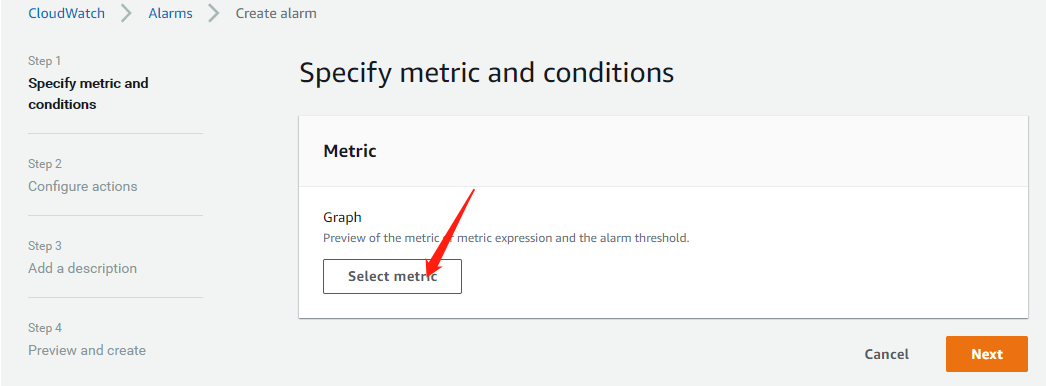 CloudWatch > Alarms > Create alarm
Step 1
Specify metric and
conditions
Step 2
Configure actions
Step 3
Add a description
Step 4
Preview and create
Specify metric and conditions
Metric
Graph
Preview of the metric or metric expression and the alarm threshold.
Select metric
Cancel
Next